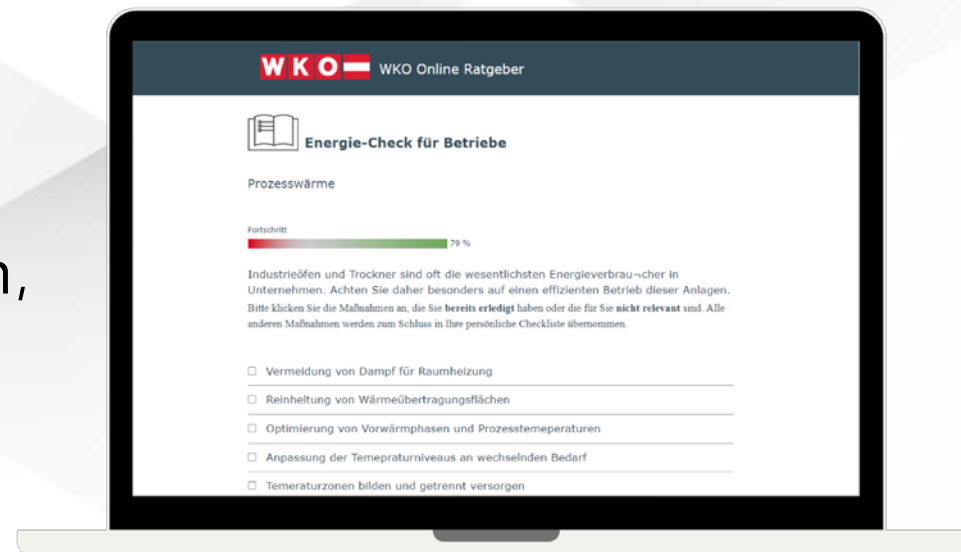 WKO WKO Online Ratgeber
Energie-Check für Betriebe
Prozesswärme
Fortschritt
79 %
n,
Industrieöfen und Trockner sind oft die wesentlichsten Energieverbrau¬cher in
Unternehmen. Achten Sie daher besonders auf einen effizienten Betrieb dieser Anlagen.
Bitte klicken Sie die Maßnahmen an, die Sie bereits erledigt haben oder die für Sie nicht relevant sind. Alle
anderen Maßnahmen werden zum Schluss in Ihre persönliche Checkliste übernommen.
Vermeidung von Dampf für Raumheizung
Reinheltung von Wärmeübertragungsflächen
Optimierung von Vorwärmphasen und Prozesstemeperaturen
Anpassung der Temepraturniveaus an wechselnden Bedarf
Temeraturzonen bilden und getrennt versorgen